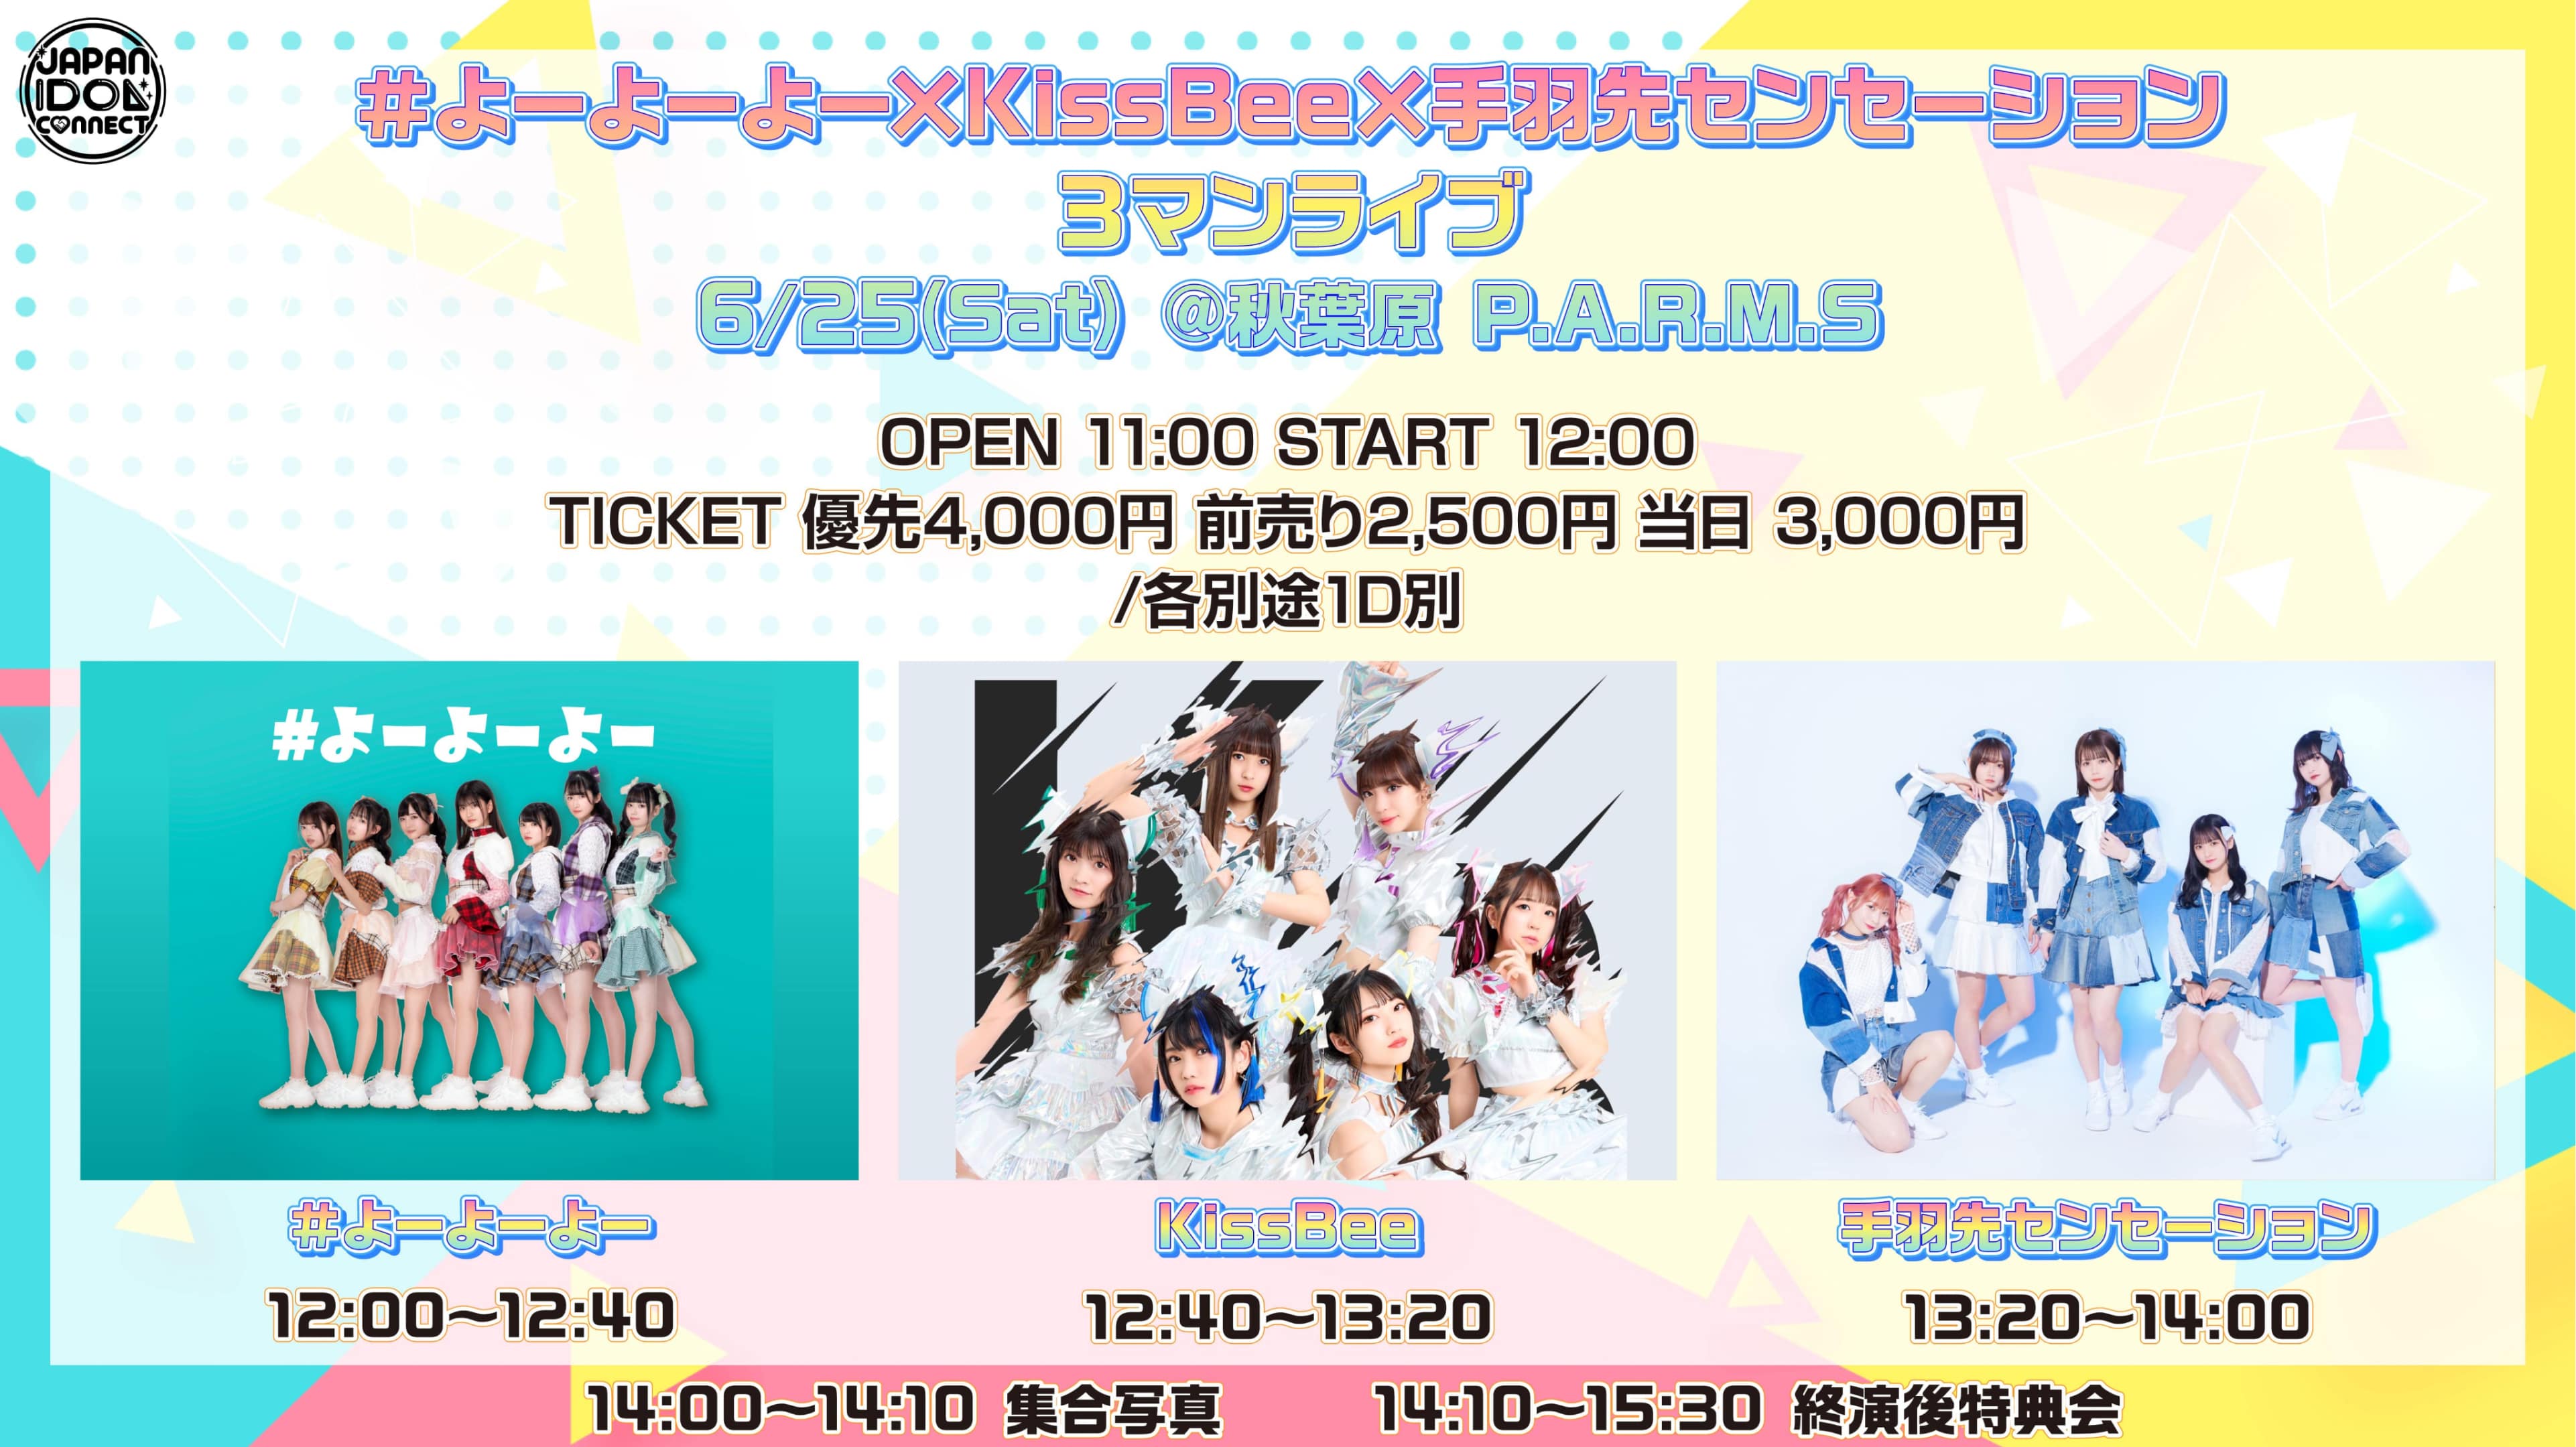 JAPAN
IDOL
CONNECT
#よーよーよー×KissBee×手羽先センセーション
3マンライブ
6/25(Sat) @秋葉原 P.A.R.M.S
OPEN 11:00 START 12:00
TICKET 優先4,000円 前売り2,500円 当日 3,000円
/各別途1D別
#よーよーよー
#よーよーよー
12:00~12:40
KissBee
12:40~13:20
手羽先センセーション
13:20~14:00
14:00~14:10 集合写真
14:10~15:30 終演後特典会